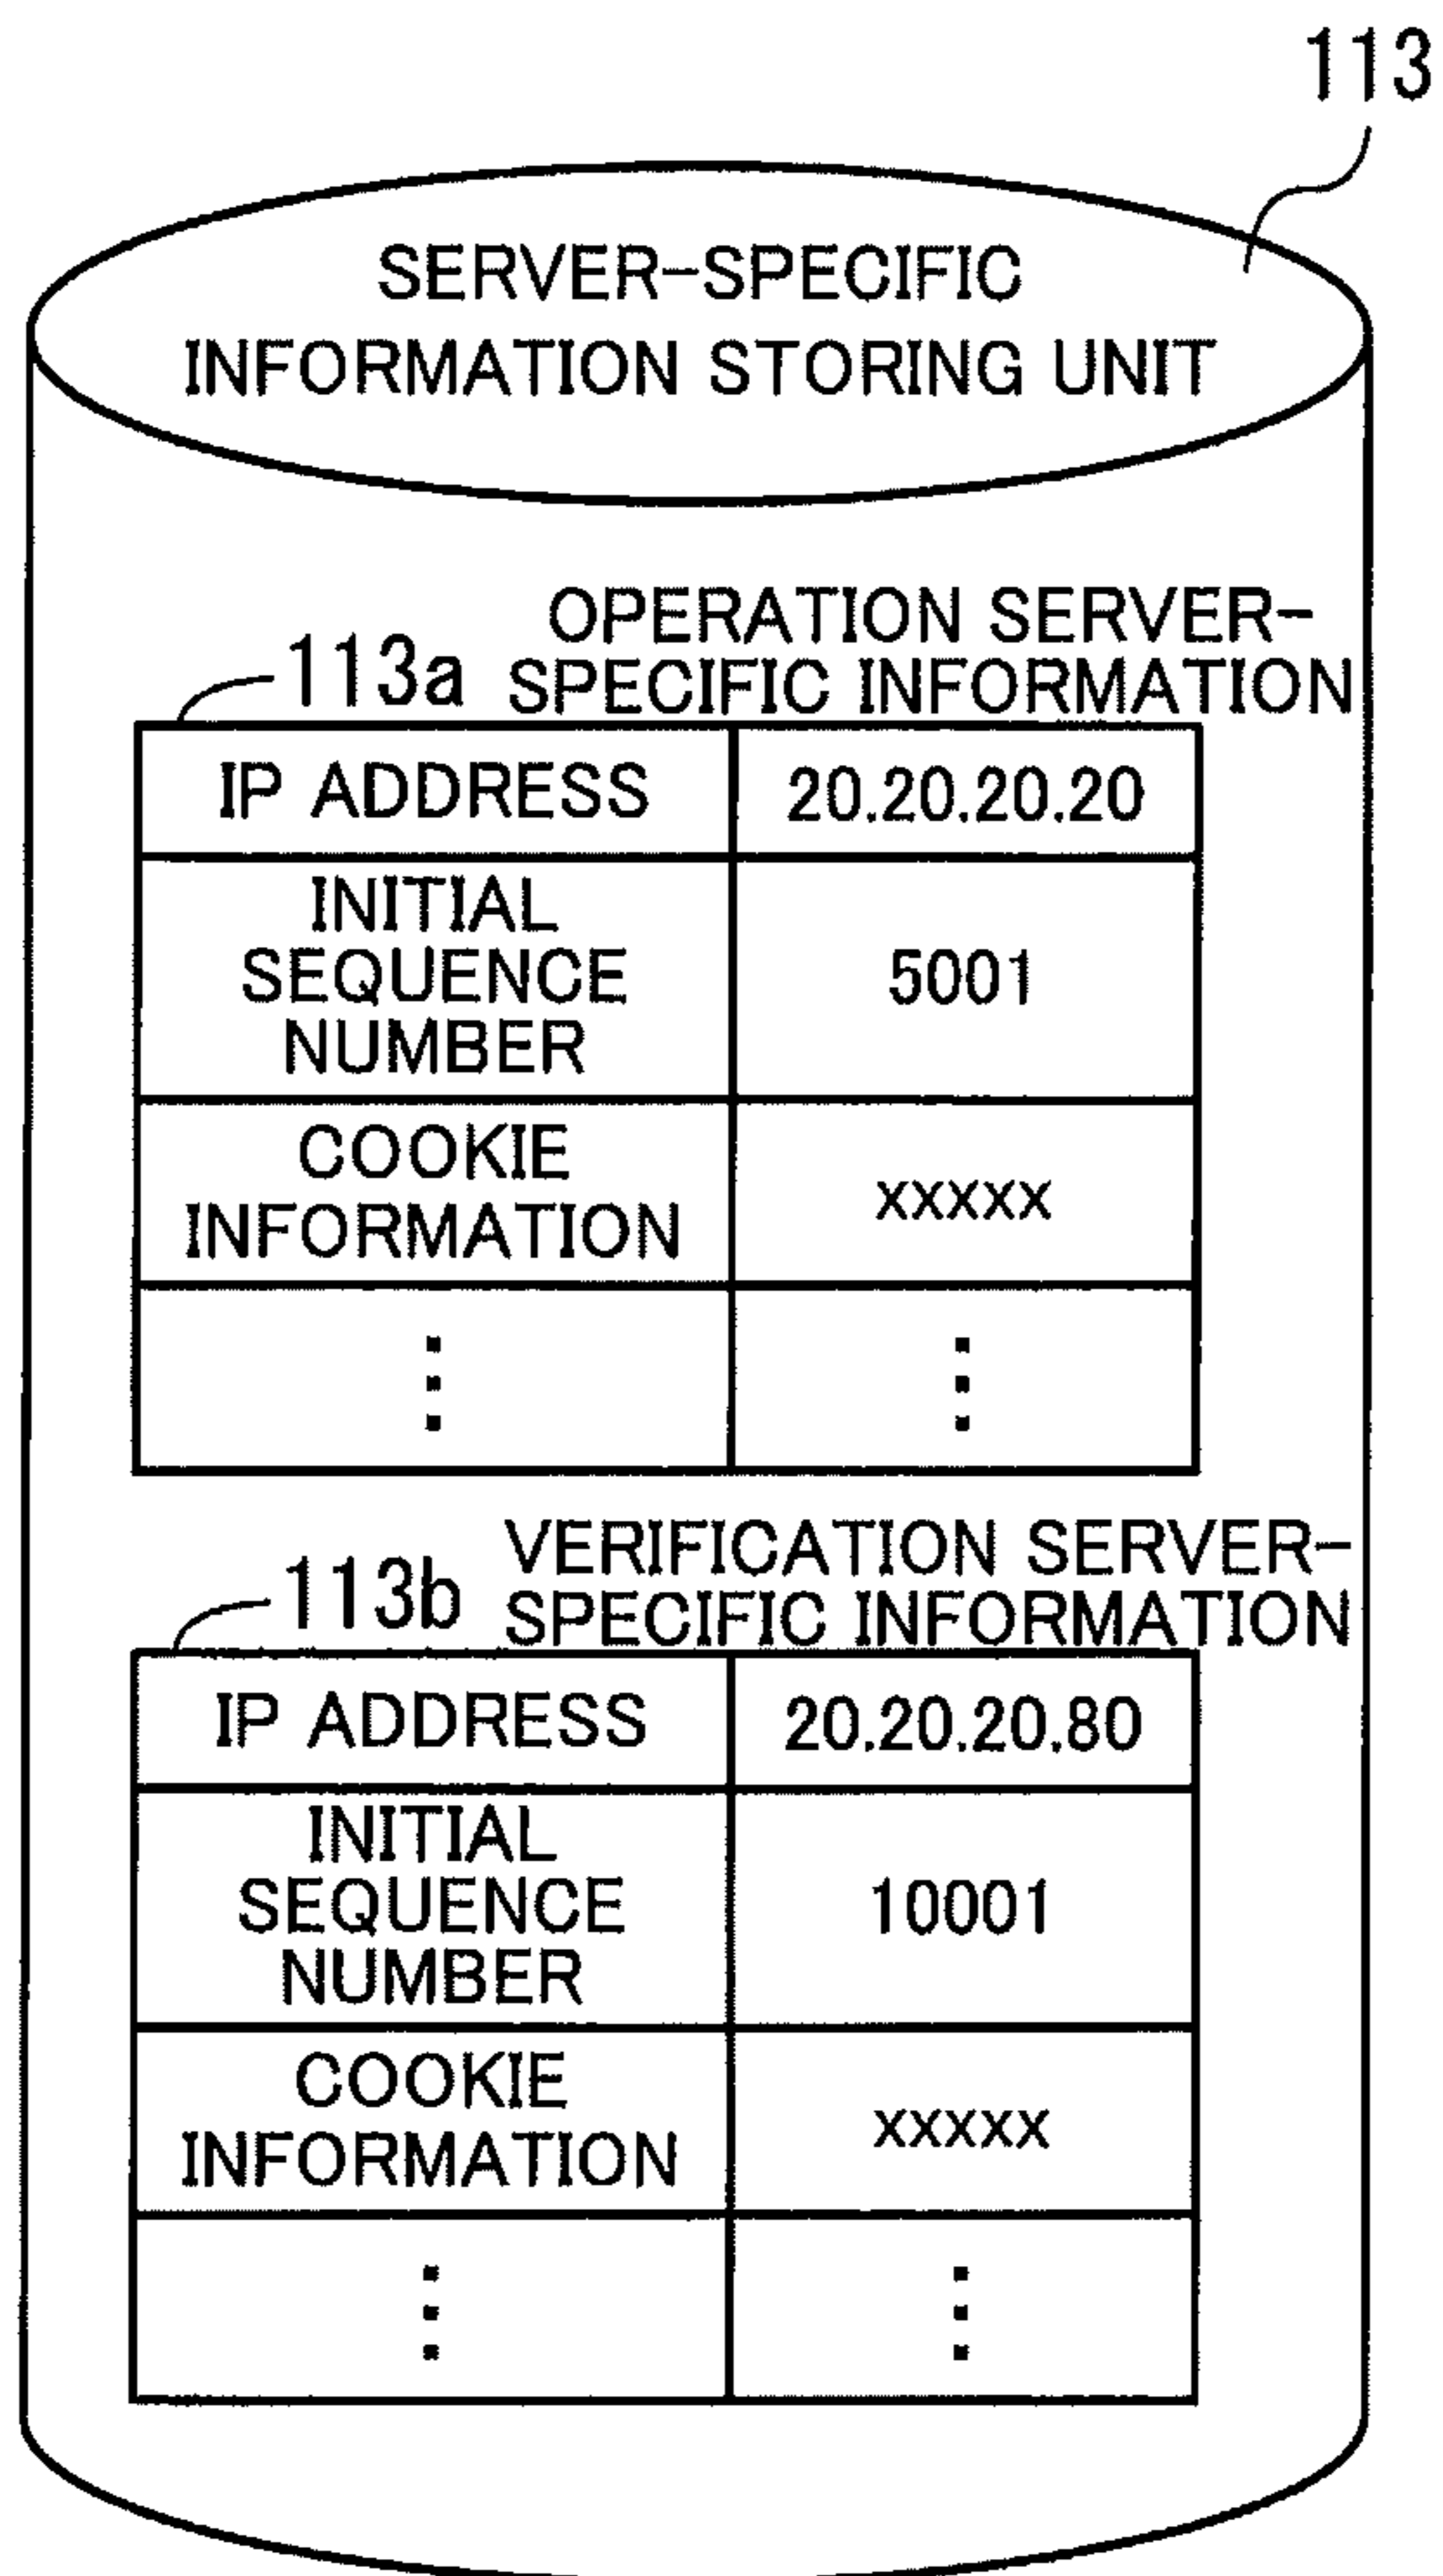 113
SERVER-SPECIFIC
INFORMATION STORING UNIT
OPERATION SERVER-
113a SPECIFIC INFORMATION
IP ADDRESS 20.20.20.20
INITIAL
SEQUENCE 5001
NUMBER
COOKIE
INFORMATION xxxxx
VERIFICATION SERVER-
113b SPECIFIC INFORMATION
IP ADDRESS 20.20.20.80
INITIAL
SEQUENCE 10001
NUMBER
COOKIE
INFORMATION xxxxx